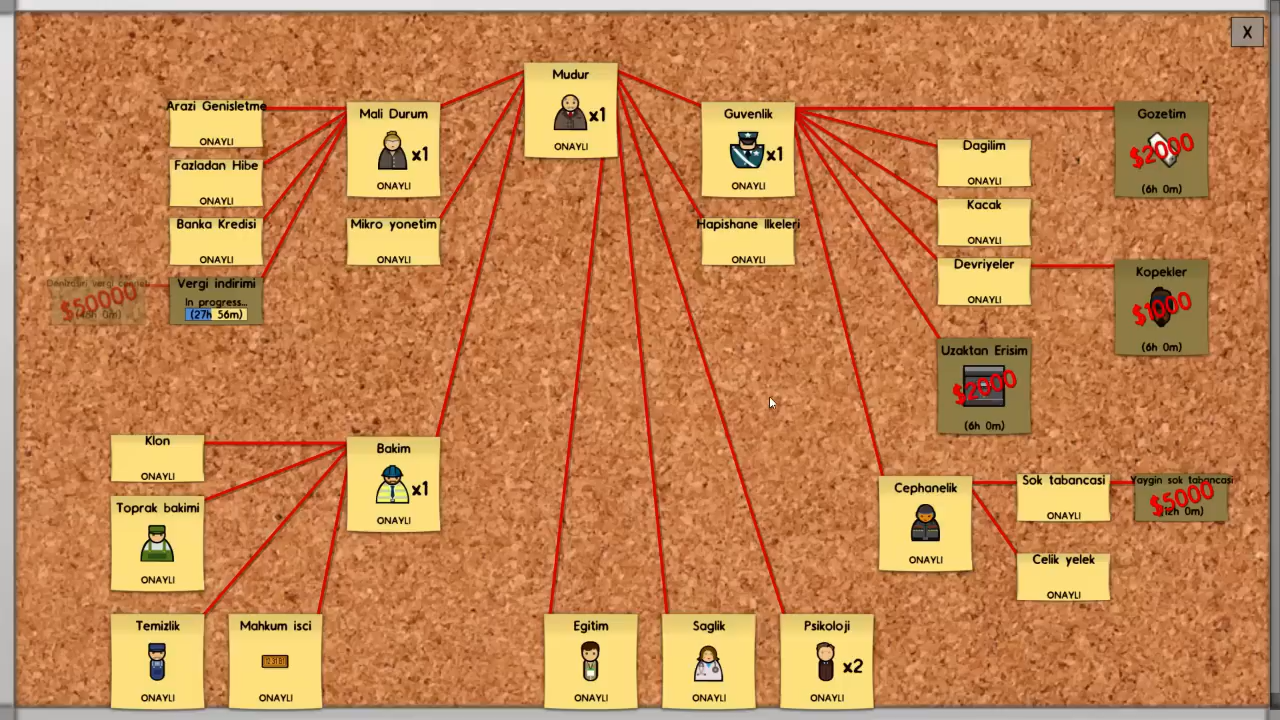 X
Mudur
x1
ONAYLI
Arazi Genisletme
ONAYLI
Mali Durum
x1
ONAYLI
Guvenlik
x1
ONAYLI
Gozetim
$2000
(6h 0m)
Dagilim
ONAYLI
Fazladan Hibe
ONAYLI
Kacak
ONAYLI
Banka Kredisi
ONAYLI
Mikro yonetim
ONAYLI
Hapishane Ilkeleri
ONAYLI
Devriyeler
ONAYLI
Kopekler
$1000
(6h 0m)
$50000
Vergi indirimi
In progress...
(27h 56m)
Uzaktan Erisim
$2000
(6h 0m)
Klon
ONAYLI
Bakim
x1
ONAYLI
Toprak bakimi
ONAYLI
Cephanelik
ONAYLI
Sok tabancasi
ONAYLI
Yaygin sok tabancasi
$5000
(12h 0m)
Celik yelek
ONAYLI
Temizlik
ONAYLI
Mahkum isci
ONAYLI
Egitim
ONAYLI
Saglik
ONAYLI
Psikoloji
x2
ONAYLI